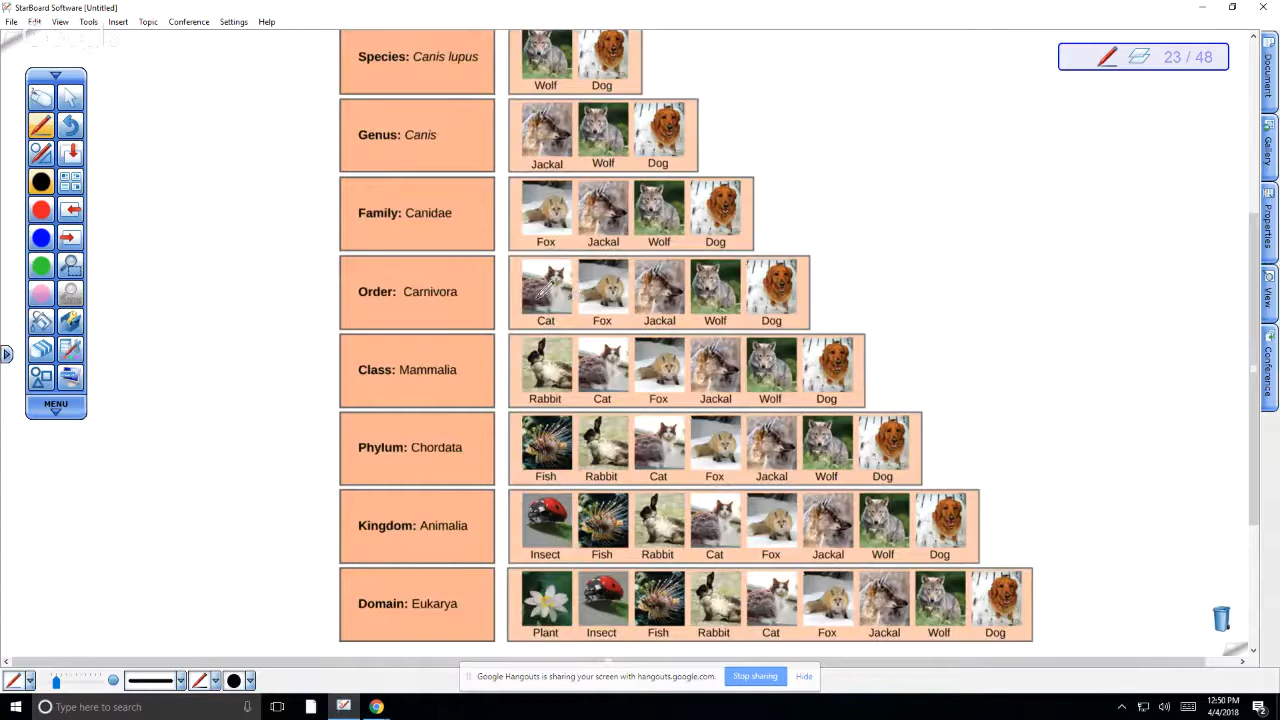 StarBoard Software [Untitled]
File Edit View Tools Insert Topic Conference Settings Help
23 / 48
Species: Canis lupus
Wolf Dog
Genus: Canis
Jackal Wolf Dog
Family: Canidae
Fox Jackal Wolf Dog
Order: Carnivora
Cat Fox Jackal Wolf Dog
Class: Mammalia
Rabbit Cat Fox Jackal Wolf Dog
Phylum: Chordata
Fish Rabbit Cat Fox Jackal Wolf Dog
Kingdom: Animalia
Insect Fish Rabbit Cat Fox Jackal Wolf Dog
Domain: Eukarya
Plant Insect Fish Rabbit Cat Fox Jackal Wolf Dog
MENU
Document
Gallery
Properties
View
Conference
Google Hangouts is sharing your screen with hangouts.google.com. Stop sharing Hide
Type here to search
12:50 PM
4/4/2018
2